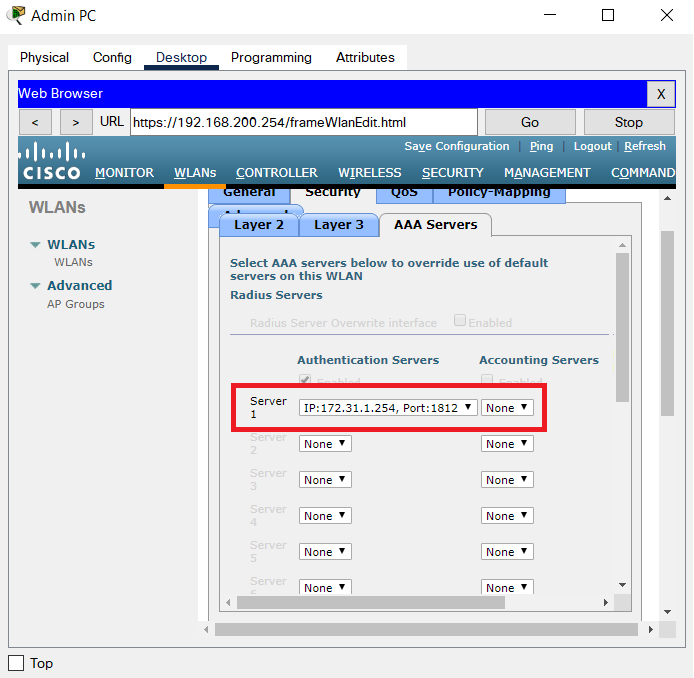 Admin PC
Physical Config Desktop Programming Attributes
Web Browser X
< > URL https://192.168.200.254/frameWlanEdit.html Go Stop
Save Configuration Ping Logout Refresh
CISCO MONITOR WLANs CONTROLLER WIRELESS SECURITY MANAGEMENT COMMAND
WLANs
WLANs
WLANs
Advanced
AP Groups
General Security QoS Policy-Mapping
Advanced
Layer 2 Layer 3 AAA Servers
Select AAA servers below to override use of default
servers on this WLAN
Radius Servers
Radius Server Overwrite interface Enabled
Authentication Servers Accounting Servers
Enabled Enabled
Server
1 IP:172.31.1.254, Port:1812 None
Server
2 None None
Server
3 None None
Server
4 None None
Server
5 None None
Server
6 None None
Top